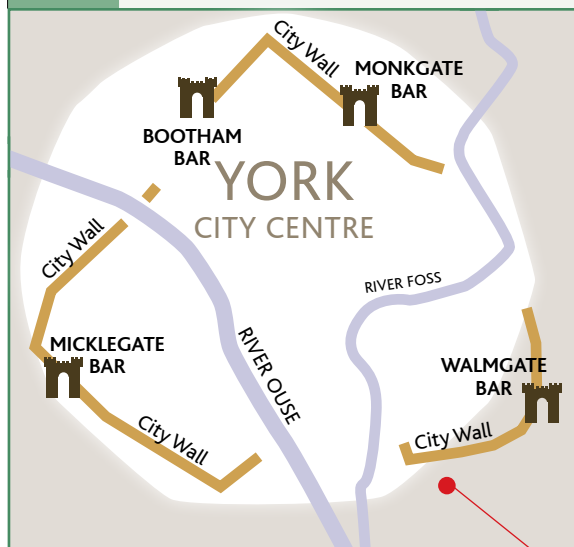 City Wall
MONKGATE
BAR
BOOTHAM
BAR
YORK
CITY CENTRE
City Wall
RIVER FOSS
MICKLEGATE
BAR
RIVER OUSE
WALMGATE
BAR
City Wall
City Wall